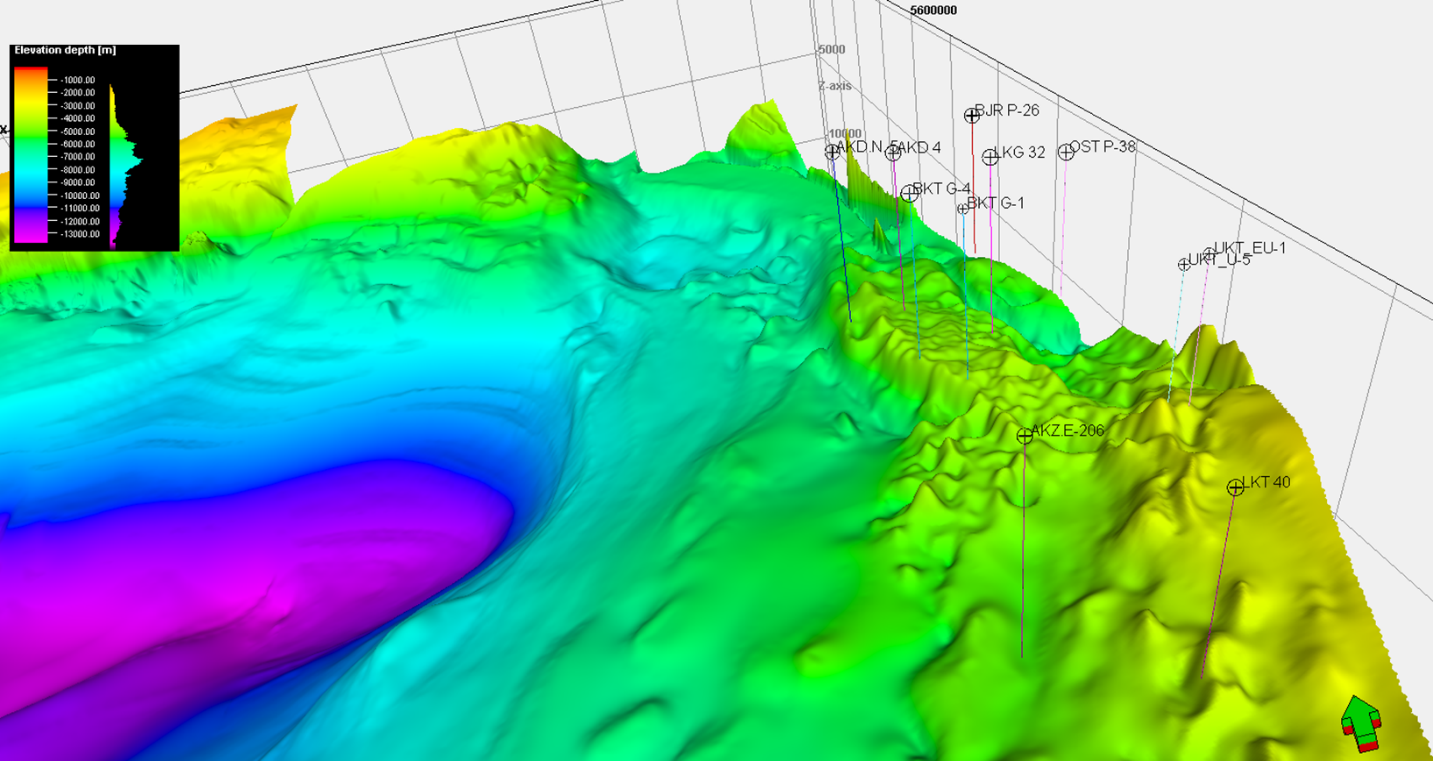 5600000
Elevation depth [m]
-1000.00
-2000.00
-3000.00
-4000.00
-5000.00
-6000.00
-7000.00
-8000.00
-9000.00
-10000.00
-11000.00
-12000.00
-13000.00
X-
5000
Z-axis
10000
BJR P-26
AKD.N_5
AKD 4
LKG 32
OST P-38
BKT G-4
BKT G-1
UKT_EU-1
UKT_U-5
AKZ.E-206
LKT 40